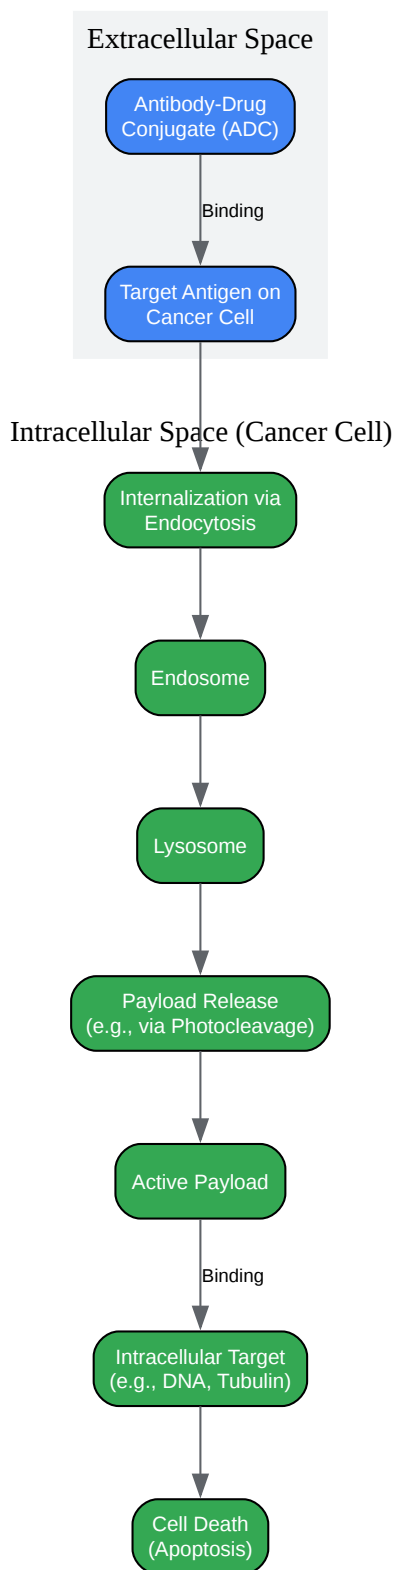 Extracellular Space
Antibody-Drug
Conjugate (ADC)
Binding
Target Antigen on
Cancer Cell
Intracellular Space (Cancer Cell)
Internalization via
Endocytosis
Endosome
Lysosome
Payload Release
(e.g., via Photocleavage)
Active Payload
Binding
Intracellular Target
(e.g., DNA, Tubulin)
Cell Death
(Apoptosis)